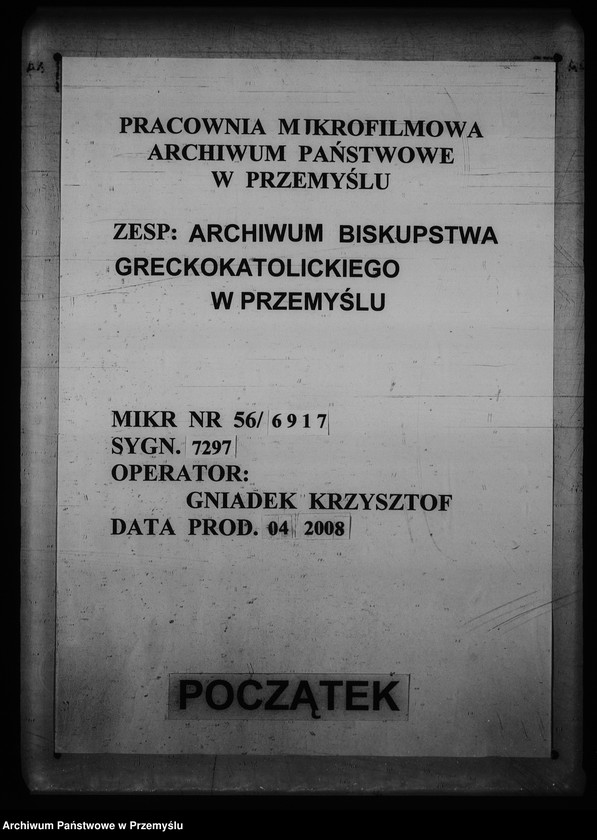 PRACOWNIA MIKROFILMOWA
ARCHIWUM PAŃSTWOWE
W PRZEMYŚLU
ZESP: ARCHIWUM BISKUPSTWA
GRECKOKATOLICKIEGO
W PRZEMYŚLU
MIKR NR 56/ 6917
SYGN. 7297
OPERATOR:
GNIADEK KRZYSZTOF
DATA PROD. 04 2008
POCZĄTEK
Archiwum Państwowe w Przemyślu